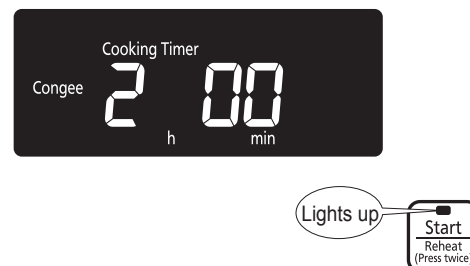 Cooking Timer
Congee 2 h 00 min
Lights up
Start
Reheat
(Press twice)